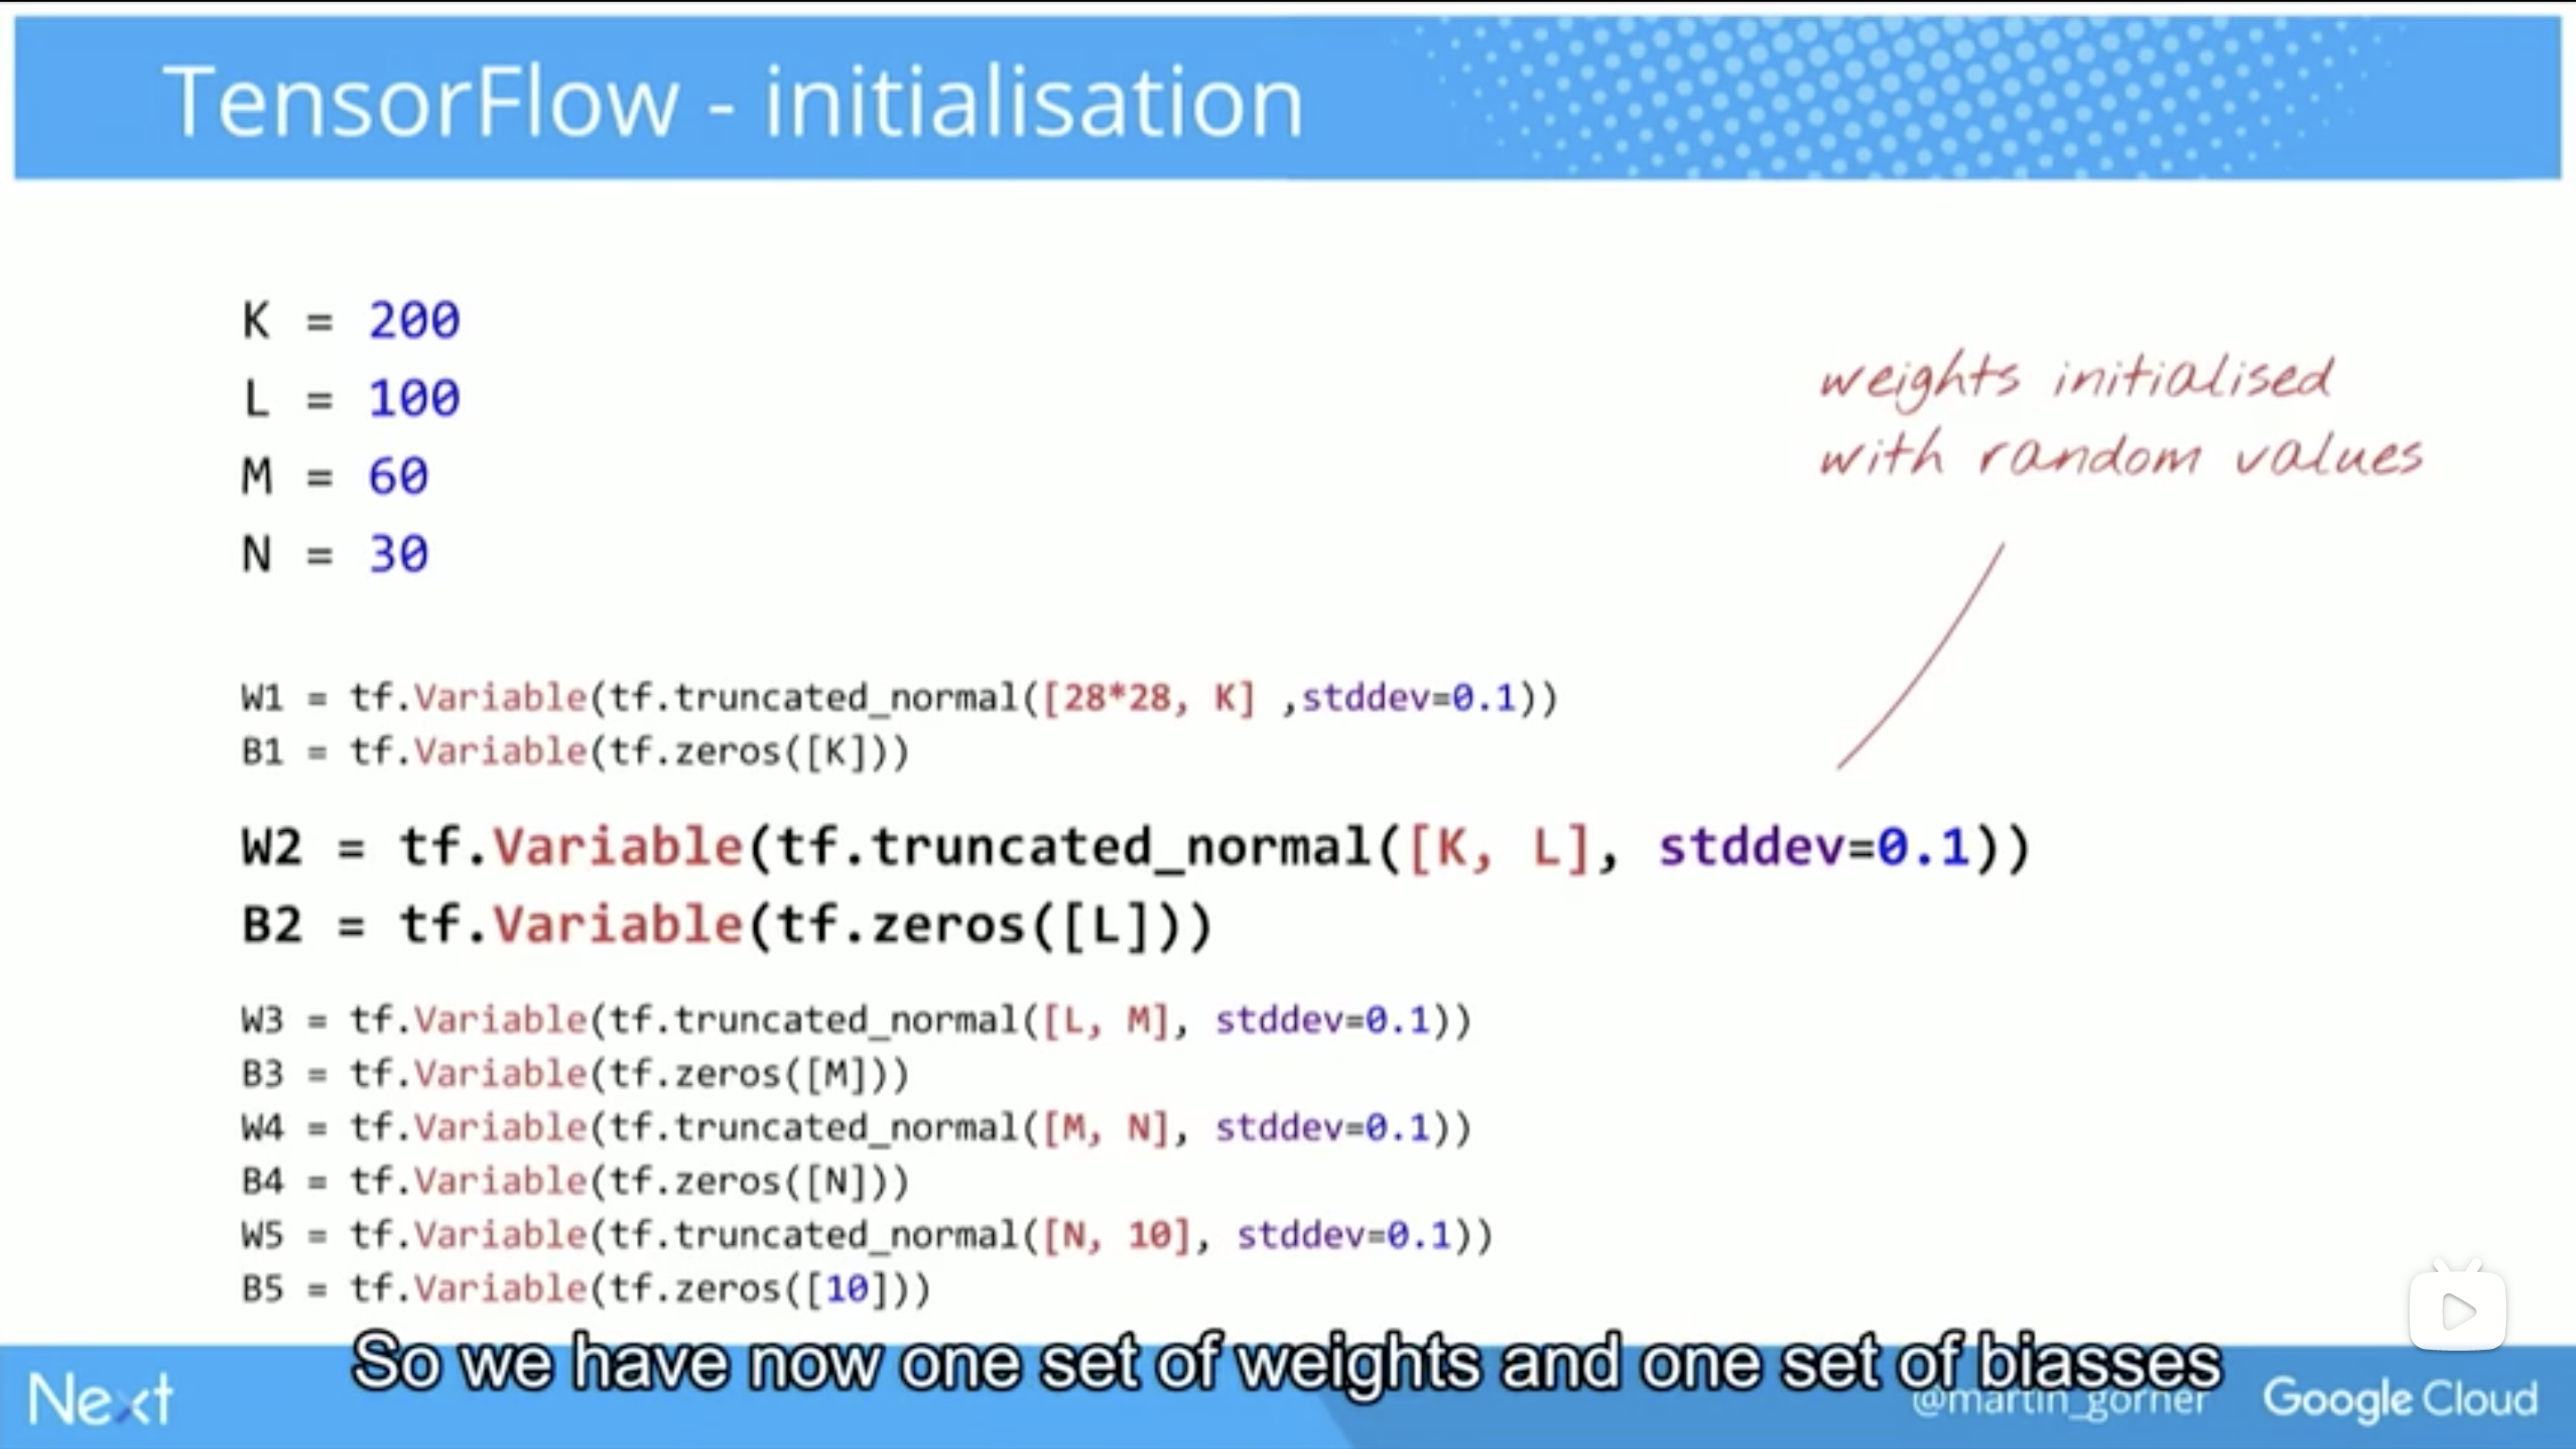 TensorFlow - initialisation
K = 200
L = 100
M = 60
N = 30
weights initialised
with random values
W1 = tf.Variable(tf.truncated_normal([28*28, K] ,stddev=0.1))
B1 = tf.Variable(tf.zeros([K]))
W2 = tf.Variable(tf.truncated_normal([K, L], stddev=0.1))
B2 = tf.Variable(tf.zeros([L]))
W3 = tf.Variable(tf.truncated_normal([L, M], stddev=0.1))
B3 = tf.Variable(tf.zeros([M]))
W4 = tf.Variable(tf.truncated_normal([M, N], stddev=0.1))
B4 = tf.Variable(tf.zeros([N]))
W5 = tf.Variable(tf.truncated_normal([N, 10], stddev=0.1))
B5 = tf.Variable(tf.zeros([10]))
So we have now one set of weights and one set of biasses
Next
@martin_gorner
Google Cloud